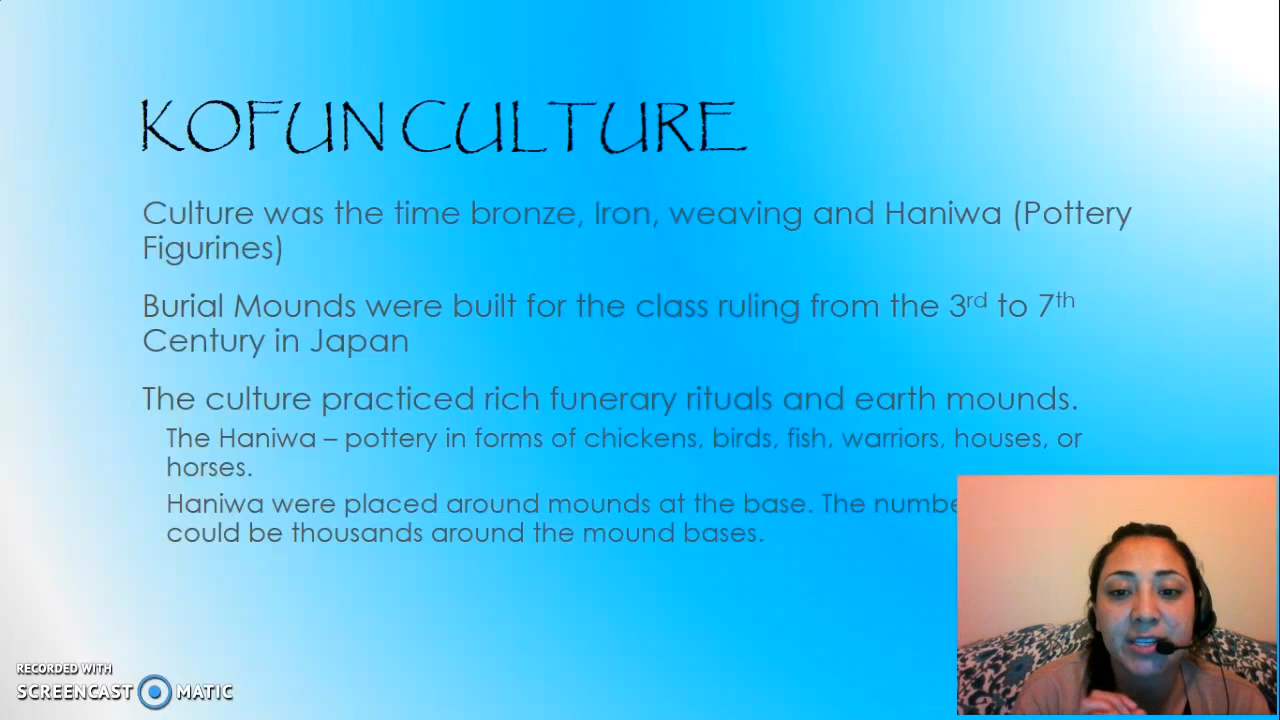 KOFUN CULTURE
Culture was the time bronze, Iron, weaving and Haniwa (Pottery
Figurines)
Burial Mounds were built for the class ruling from the 3rd to 7th
Century in Japan
The culture practiced rich funerary rituals and earth mounds.
The Haniwa – pottery in forms of chickens, birds, fish, warriors, houses, or
horses.
Haniwa were placed around mounds at the base. The
could be thousands around the mound bases.
RECORDED WITH
SCREENCAST MATIC